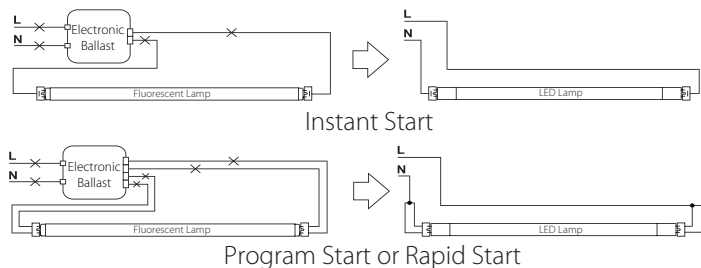 L
N
Electronic
Ballast
Fluorescent Lamp
L
N
LED Lamp
Instant Start
L
N
Electronic
Ballast
Fluorescent Lamp
L
N
LED Lamp
Program Start or Rapid Start